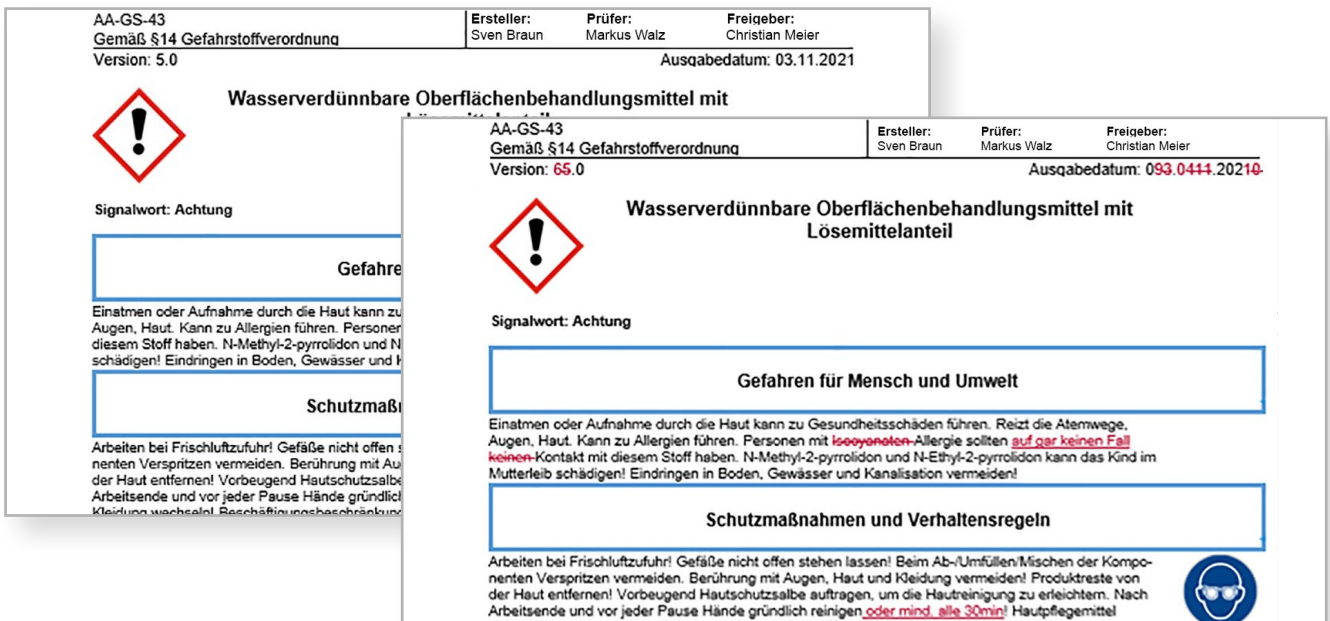 AA-GS-43
Gemäß §14 Gefahrstoffverordnung
Ersteller: Prüfer: Freigeber:
Sven Braun Markus Walz Christian Meier
Version: 5.0 Ausgabedatum: 03.11.2021
Wasserverdünnbare Oberflächenbehandlungsmittel mit
Signalwort: Achtung
Gefahre
Einatmen oder Aufnahme durch die Haut kann zu
Augen, Haut. Kann zu Allergien führen. Personen
diesem Stoff haben. N-Methyl-2-pyrrolidon und N
schädigen! Eindringen in Boden, Gewässer und K
Schutzmaß
Arbeiten bei Frischluftzufuhr! Gefäße nicht offen s
nenten Verspritzen vermeiden. Berührung mit Au
der Haut entfernen! Vorbeugend Hautschutzsalbe
Arbeitsende und vor jeder Pause Hände gründlich
Kleidung wechseln! Beschäftigungsbeschränkung
AA-GS-43
Gemäß §14 Gefahrstoffverordnung
Ersteller: Prüfer: Freigeber:
Sven Braun Markus Walz Christian Meier
Version: 65.0 Ausgabedatum: 093.0411.20210
Wasserverdünnbare Oberflächenbehandlungsmittel mit
Lösemittelanteil
Signalwort: Achtung
Gefahren für Mensch und Umwelt
Einatmen oder Aufnahme durch die Haut kann zu Gesundheitsschäden führen. Reizt die Atemwege,
Augen, Haut. Kann zu Allergien führen. Personen mit Isocyanaten-Allergie sollten auf gar keinen Fall
keinen Kontakt mit diesem Stoff haben. N-Methyl-2-pyrrolidon und N-Ethyl-2-pyrrolidon kann das Kind im
Mutterleib schädigen! Eindringen in Boden, Gewässer und Kanalisation vermeiden!
Schutzmaßnahmen und Verhaltensregeln
Arbeiten bei Frischluftzufuhr! Gefäße nicht offen stehen lassen! Beim Ab-/Umfüllen/Mischen der Kompo-
nenten Verspritzen vermeiden. Berührung mit Augen, Haut und Kleidung vermeiden! Produktreste von
der Haut entfernen! Vorbeugend Hautschutzsalbe auftragen, um die Hautreinigung zu erleichtern. Nach
Arbeitsende und vor jeder Pause Hände gründlich reinigen oder mind. alle 30min! Hautpflegemittel